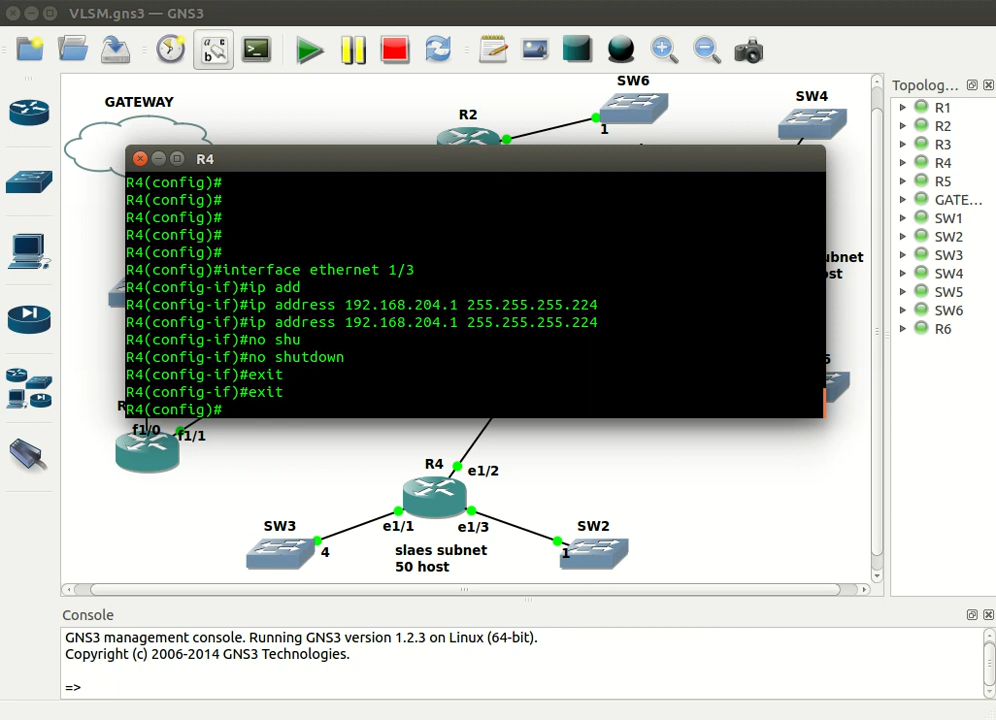 VLSM.gns3 — GNS3
GATEWAY
R2
SW6
1
SW4
R4
R4(config)#
R4(config)#
R4(config)#
R4(config)#
R4(config)#
R4(config)#interface ethernet 1/3
R4(config-if)#ip add
R4(config-if)#ip address 192.168.204.1 255.255.255.224
R4(config-if)#ip address 192.168.204.1 255.255.255.224
R4(config-if)#no shu
R4(config-if)#no shutdown
R4(config-if)#exit
R4(config-if)#exit
R4(config)#
ubnet
st
5
R
f1/0
f1/1
R4
e1/2
e1/1
e1/3
SW3
4
slaes subnet
50 host
SW2
1
Topolog...
R1
R2
R3
R4
R5
GATE...
SW1
SW2
SW3
SW4
SW5
SW6
R6
Console
GNS3 management console. Running GNS3 version 1.2.3 on Linux (64-bit).
Copyright (c) 2006-2014 GNS3 Technologies.
=>